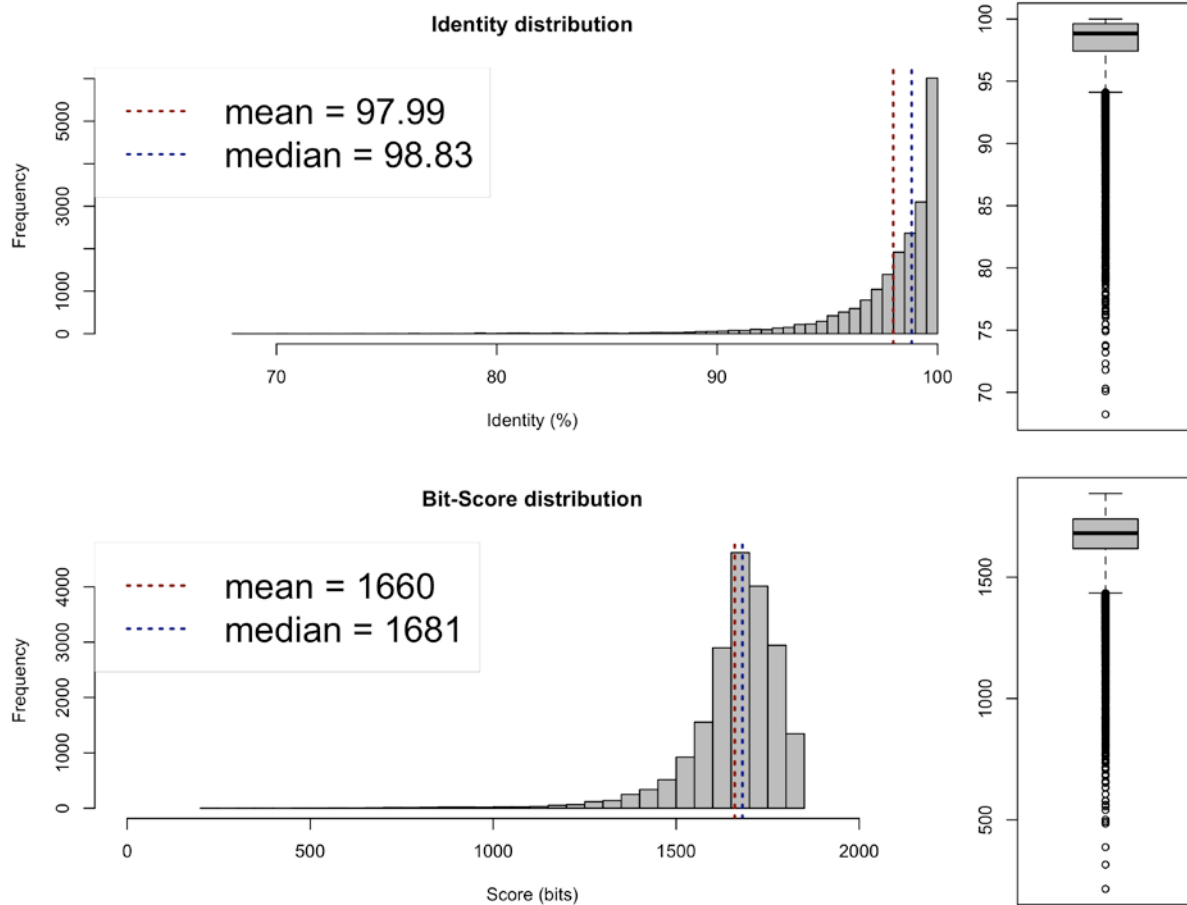 Identity distribution
mean = 97.99
median = 98.83
Frequency
0
1000
3000
5000
70
80
90
100
Identity (%)
70
75
80
85
90
95
100
Bit-Score distribution
mean = 1660
median = 1681
Frequency
0
1000
2000
3000
4000
0
500
1000
1500
2000
Score (bits)
500
1000
1500